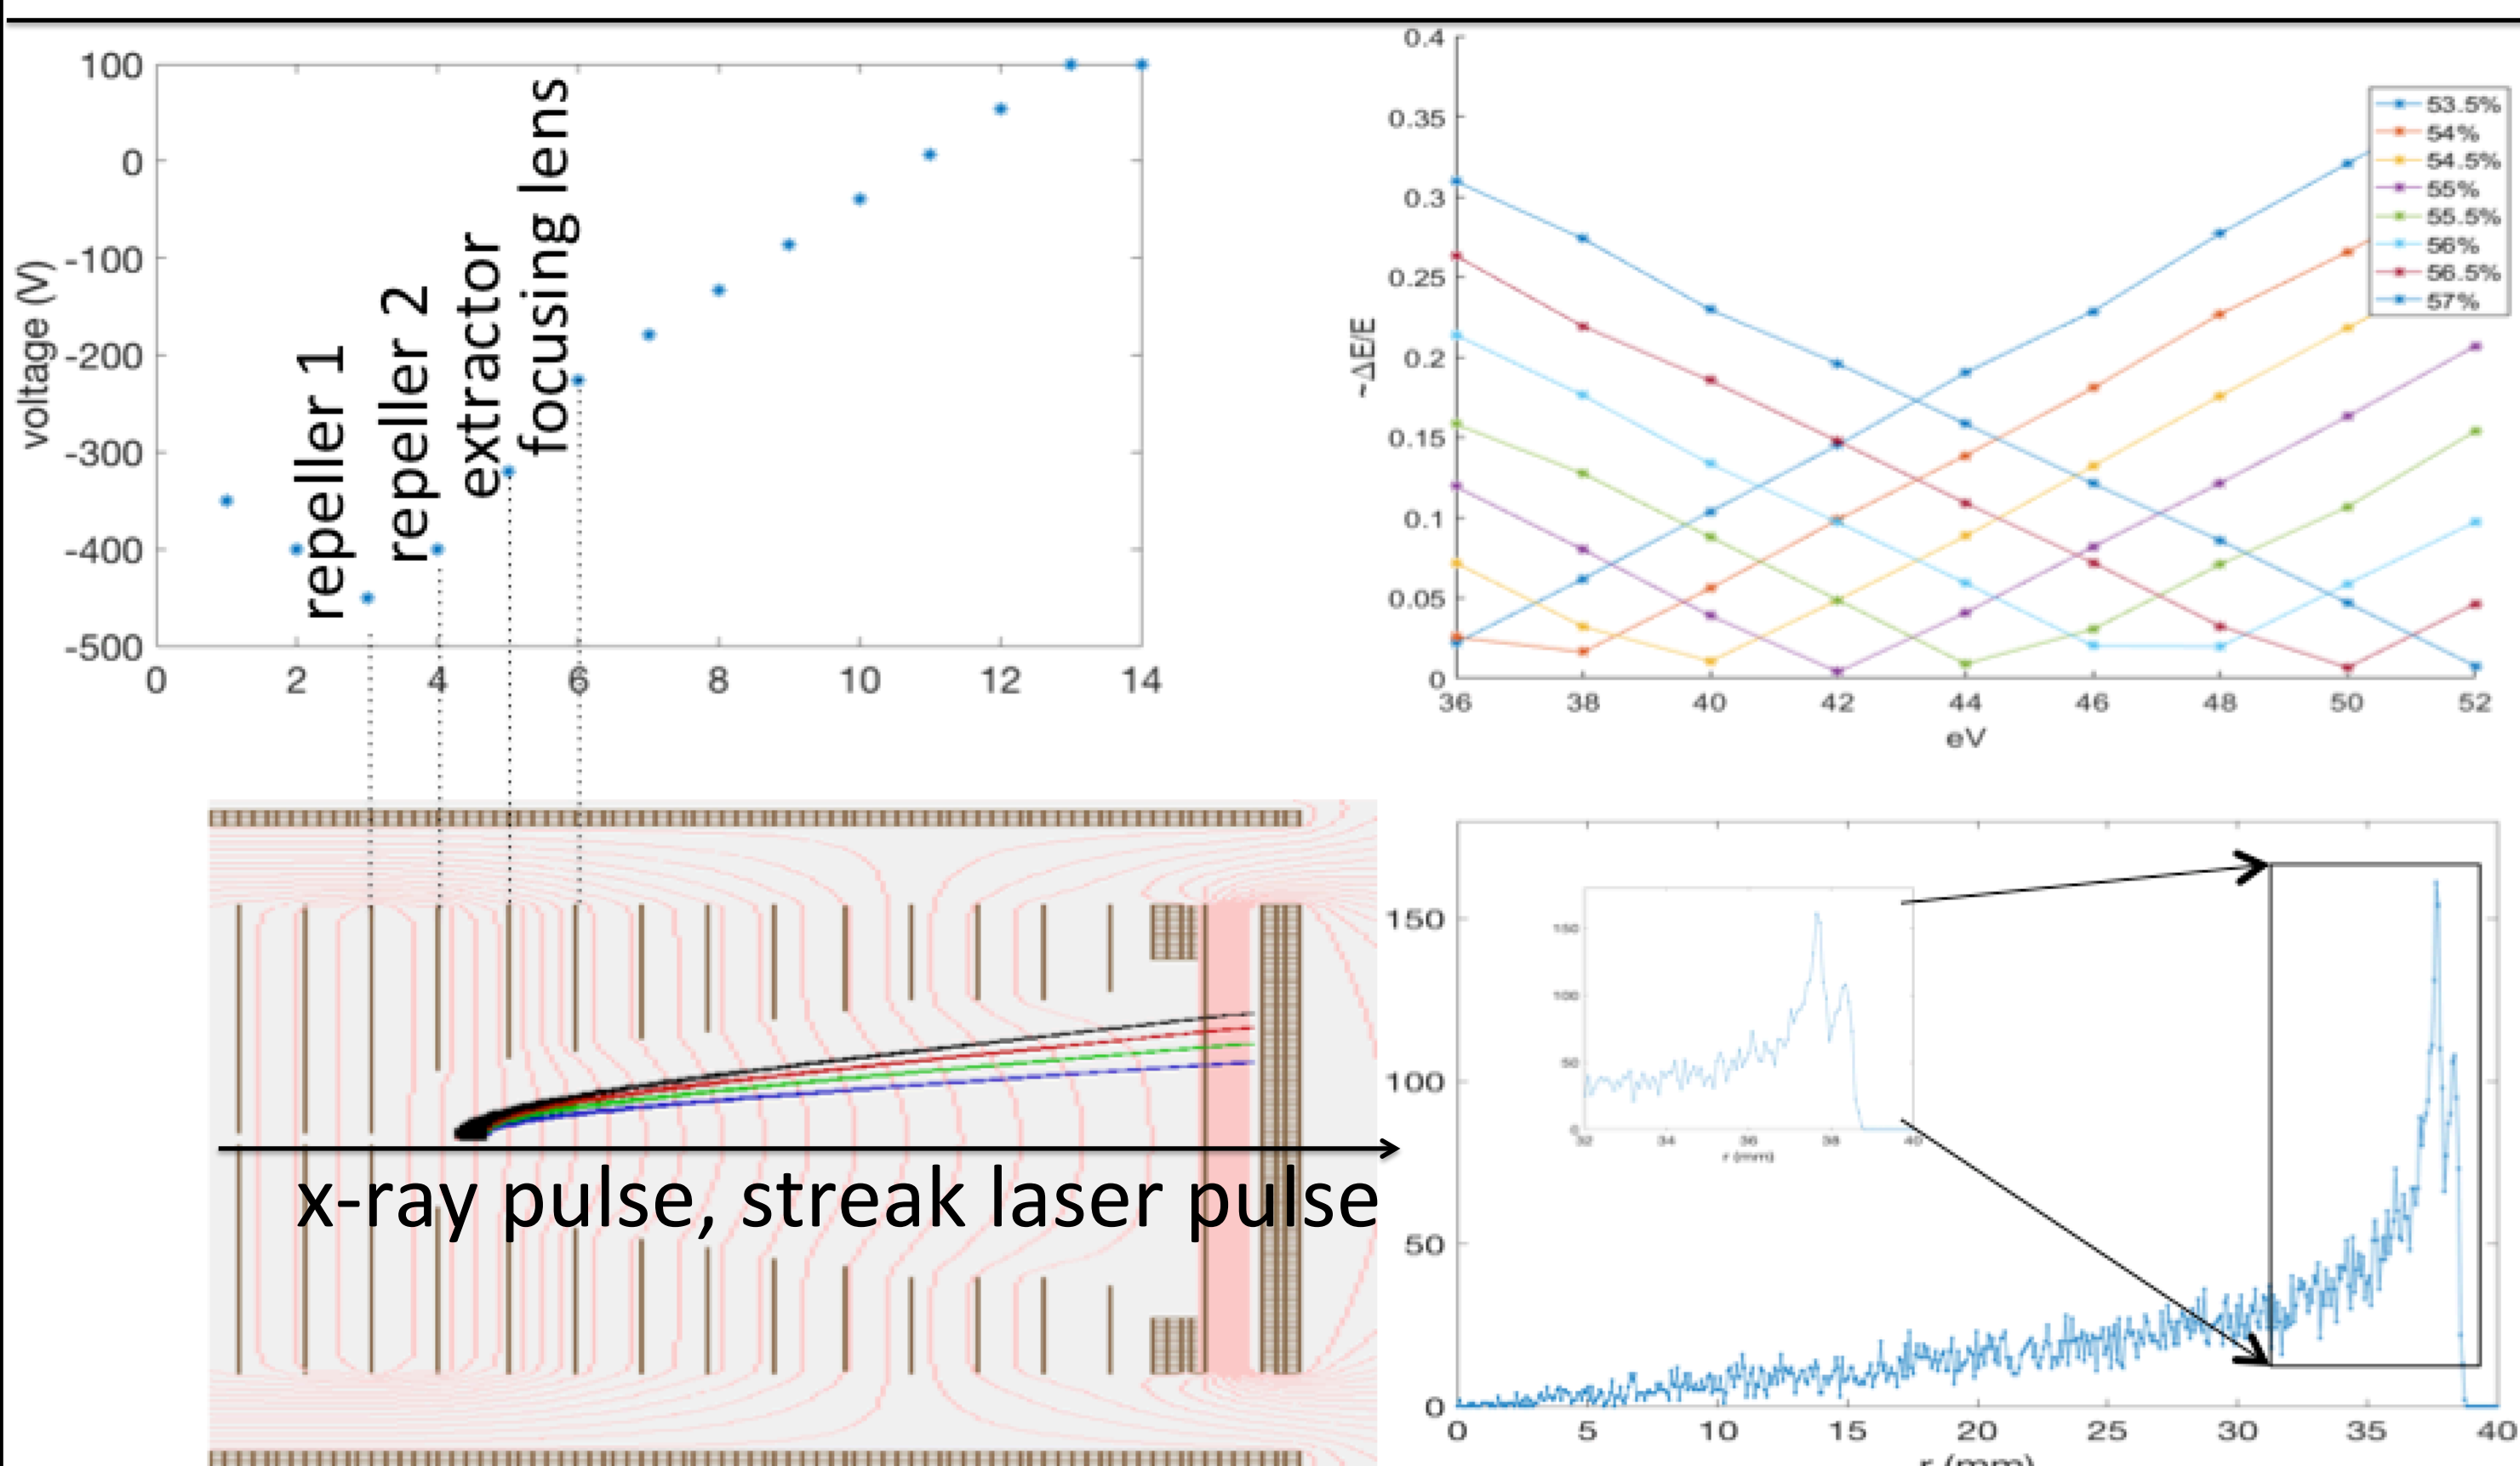 100
0
-100
-200
-300
-400
-500
voltage (V)
0 2 4 6 8 10 12 14
repeller 1
repeller 2
extractor
focusing lens
0.4
0.35
0.3
0.25
0.2
0.15
0.1
0.05
0
~ΔE/E
36 38 40 42 44 46 48 50 52
eV
53.5%
54%
54.5%
55%
55.5%
56%
56.5%
57%
x-ray pulse, streak laser pulse
150
100
50
0
0 5 10 15 20 25 30 35 40
r (mm)
150
100
50
0
32 34 36 38 40
r (mm)